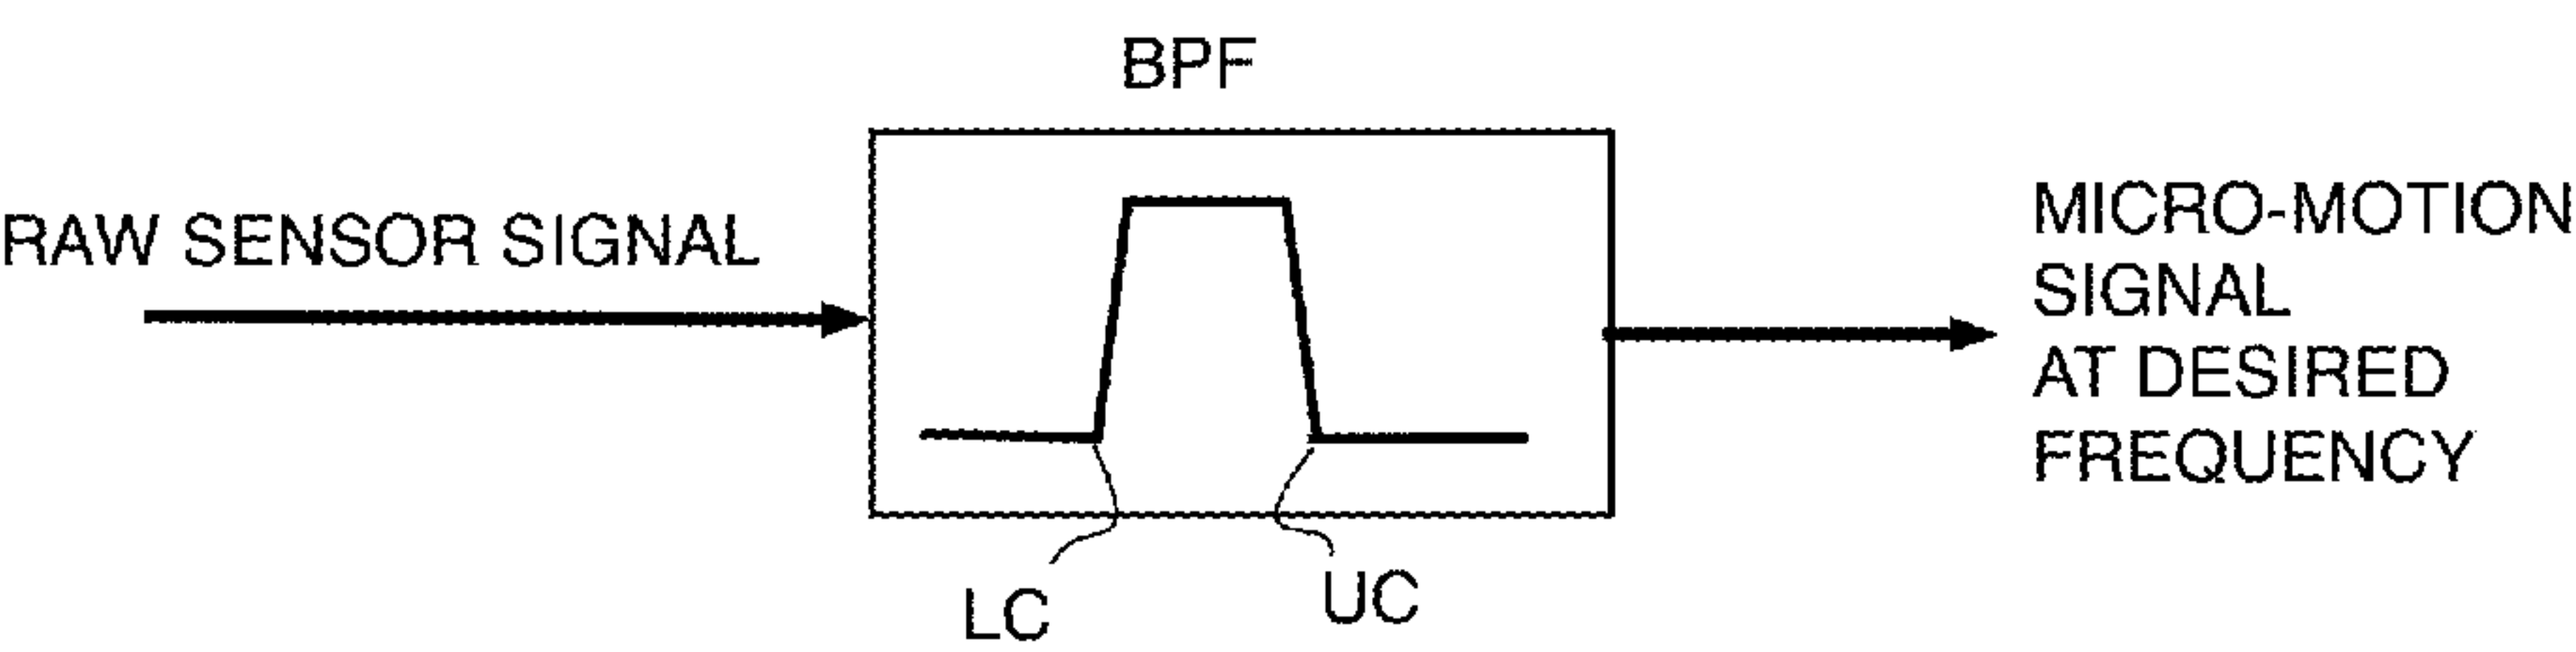 BPF
RAW SENSOR SIGNAL
MICRO-MOTION
SIGNAL
AT DESIRED
FREQUENCY
LC
UC